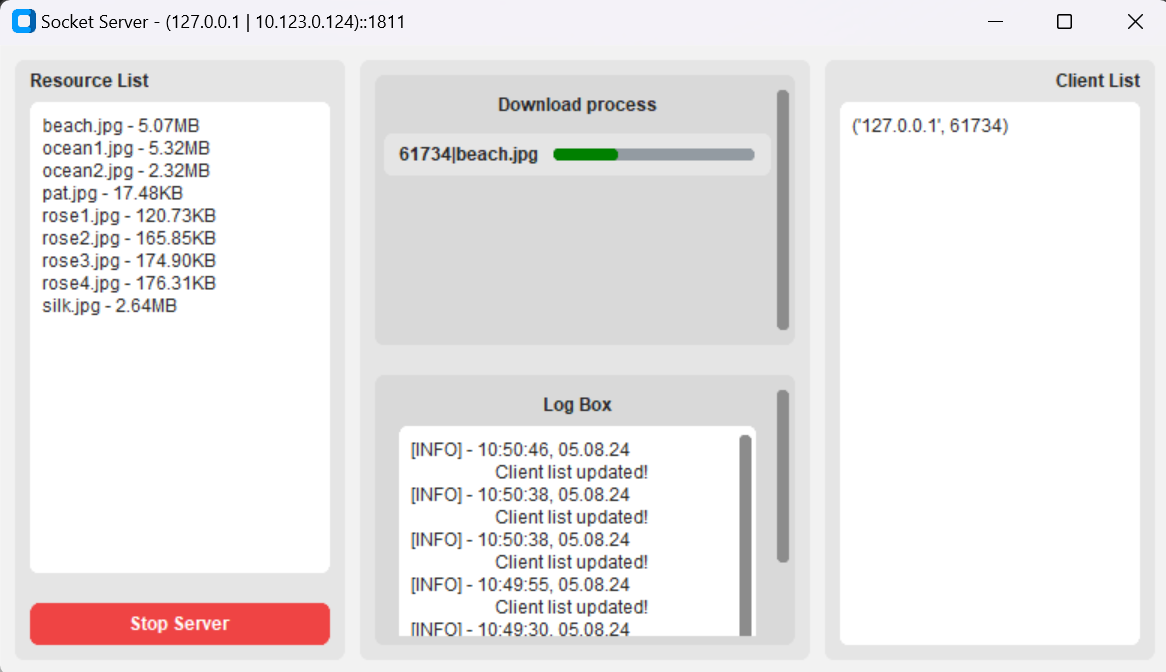 Socket Server - (127.0.0.1 | 10.123.0.124)::1811
Resource List
beach.jpg - 5.07MB
ocean1.jpg - 5.32MB
ocean2.jpg - 2.32MB
pat.jpg - 17.48KB
rose1.jpg - 120.73KB
rose2.jpg - 165.85KB
rose3.jpg - 174.90KB
rose4.jpg - 176.31KB
silk.jpg - 2.64MB
Stop Server
Download process
61734|beach.jpg
Log Box
[INFO] - 10:50:46, 05.08.24
Client list updated!
[INFO] - 10:50:38, 05.08.24
Client list updated!
[INFO] - 10:50:38, 05.08.24
Client list updated!
[INFO] - 10:49:55, 05.08.24
Client list updated!
[INFO] - 10:49:30, 05.08.24
Client List
('127.0.0.1', 61734)